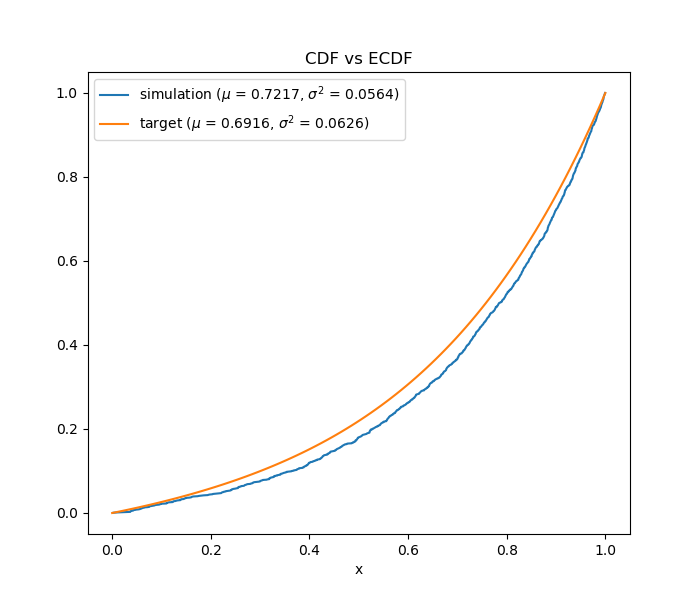 CDF vs ECDF
simulation (μ = 0.7217, σ² = 0.0564)
target (μ = 0.6916, σ² = 0.0626)
1.0
0.8
0.6
0.4
0.2
0.0
0.0 0.2 0.4 0.6 0.8 1.0
x